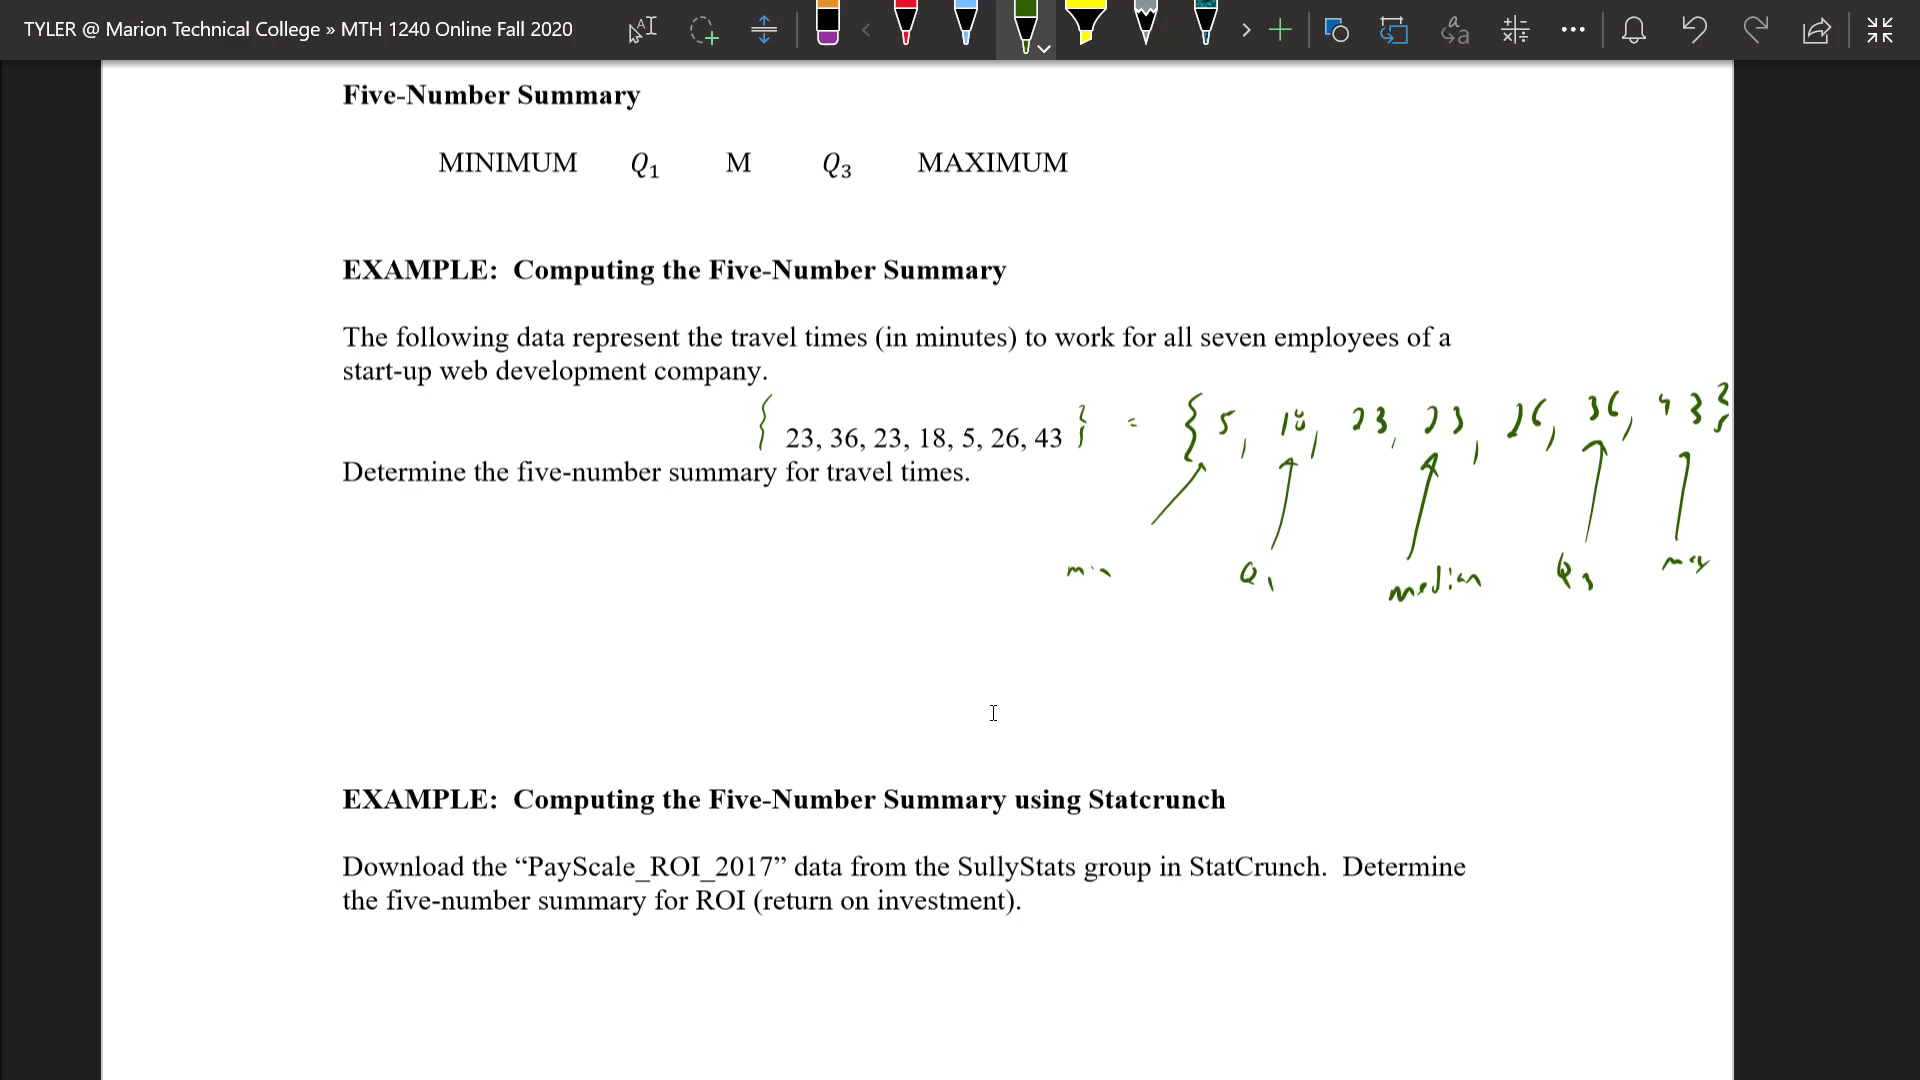 TYLER @ Marion Technical College » MTH 1240 Online Fall 2020
Five-Number Summary
MINIMUM Q₁ M Q₃ MAXIMUM
EXAMPLE: Computing the Five-Number Summary
The following data represent the travel times (in minutes) to work for all seven employees of a
start-up web development company.
{ 23, 36, 23, 18, 5, 26, 43 } = { 5, 18, 23, 23, 26, 36, 43 }
Determine the five-number summary for travel times.
min Q₁ median Q₃ max
EXAMPLE: Computing the Five-Number Summary using Statcrunch
Download the “PayScale_ROI_2017” data from the SullyStats group in StatCrunch. Determine
the five-number summary for ROI (return on investment).